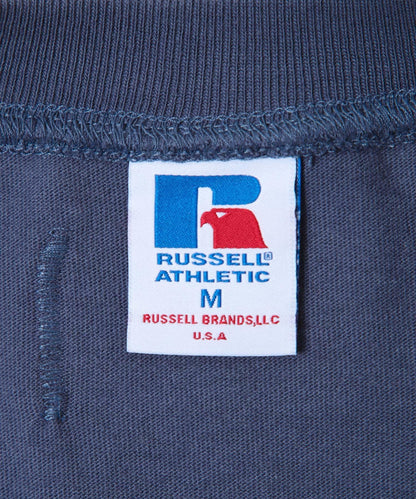 R
RUSSELL®
ATHLETIC
M
RUSSELL BRANDS,LLC
U.S.A